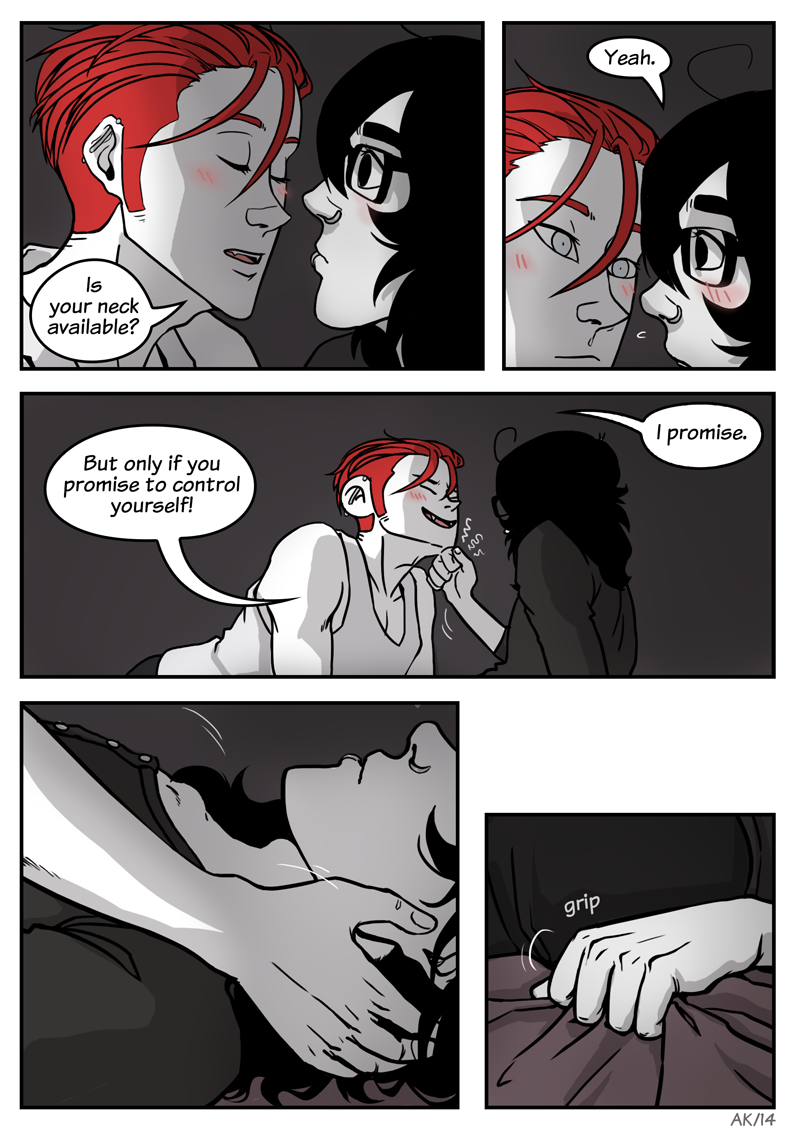 Is
your neck
available?
Yeah.
But only if you
promise to control
yourself!
I promise.
grip
AK/14